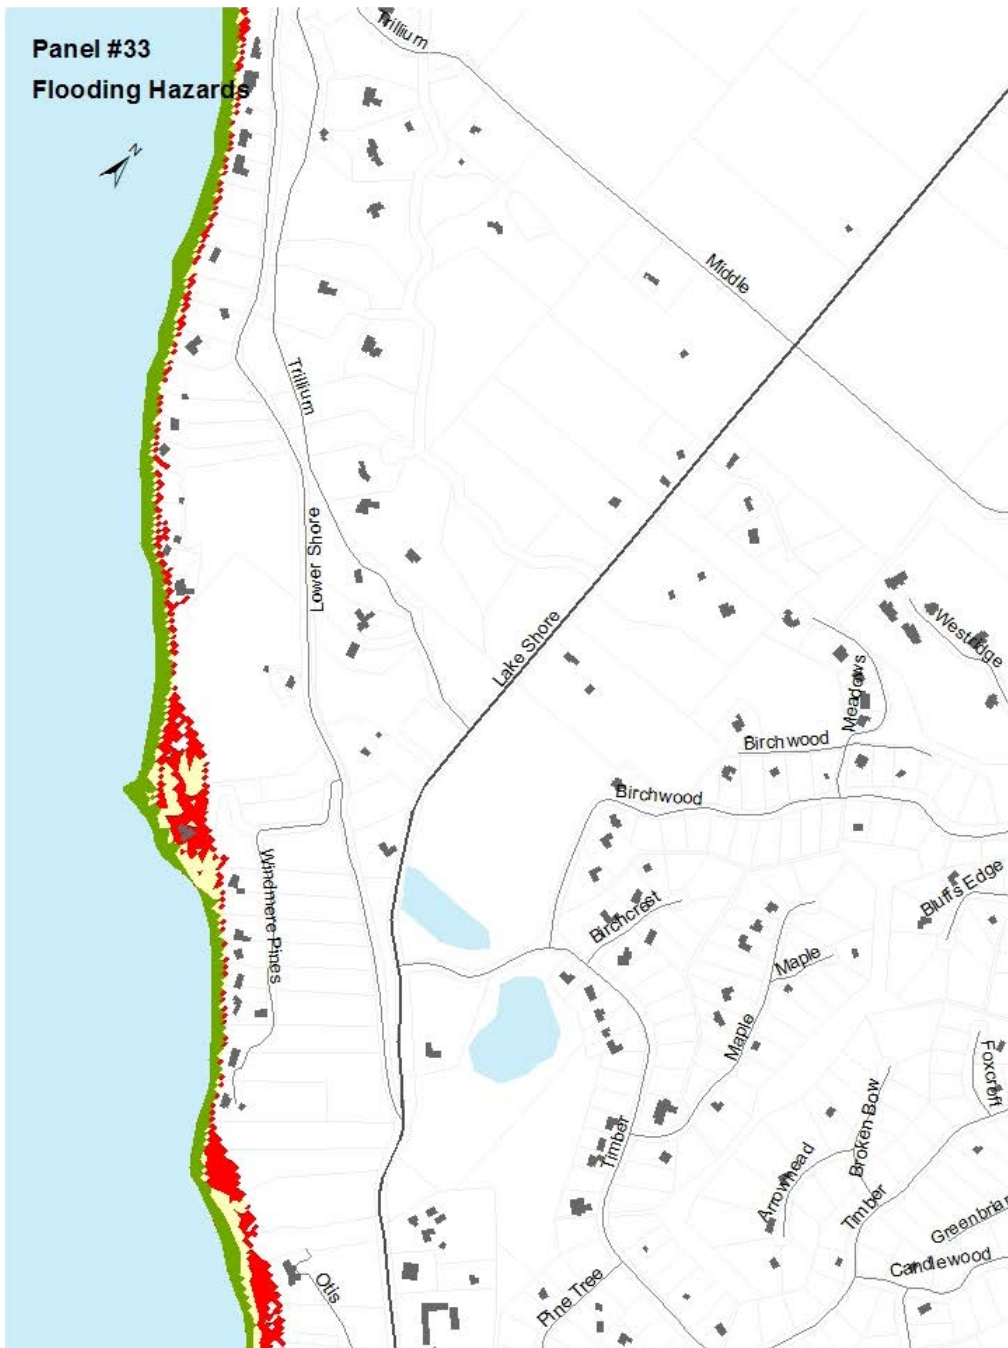 Panel #33
Flooding Hazards
N
Trillium
Middle
Trillium
Lower Shore
Lake Shore
Westridge
Meadows
Birchwood
Birchwood
Windmere Pines
Birchcrest
Bluffs Edge
Maple
Maple
Foxcroft
Timber
Broken Bow
Arrowhead
Timber
Greenbriar
Candlewood
Otis
Pine Tree